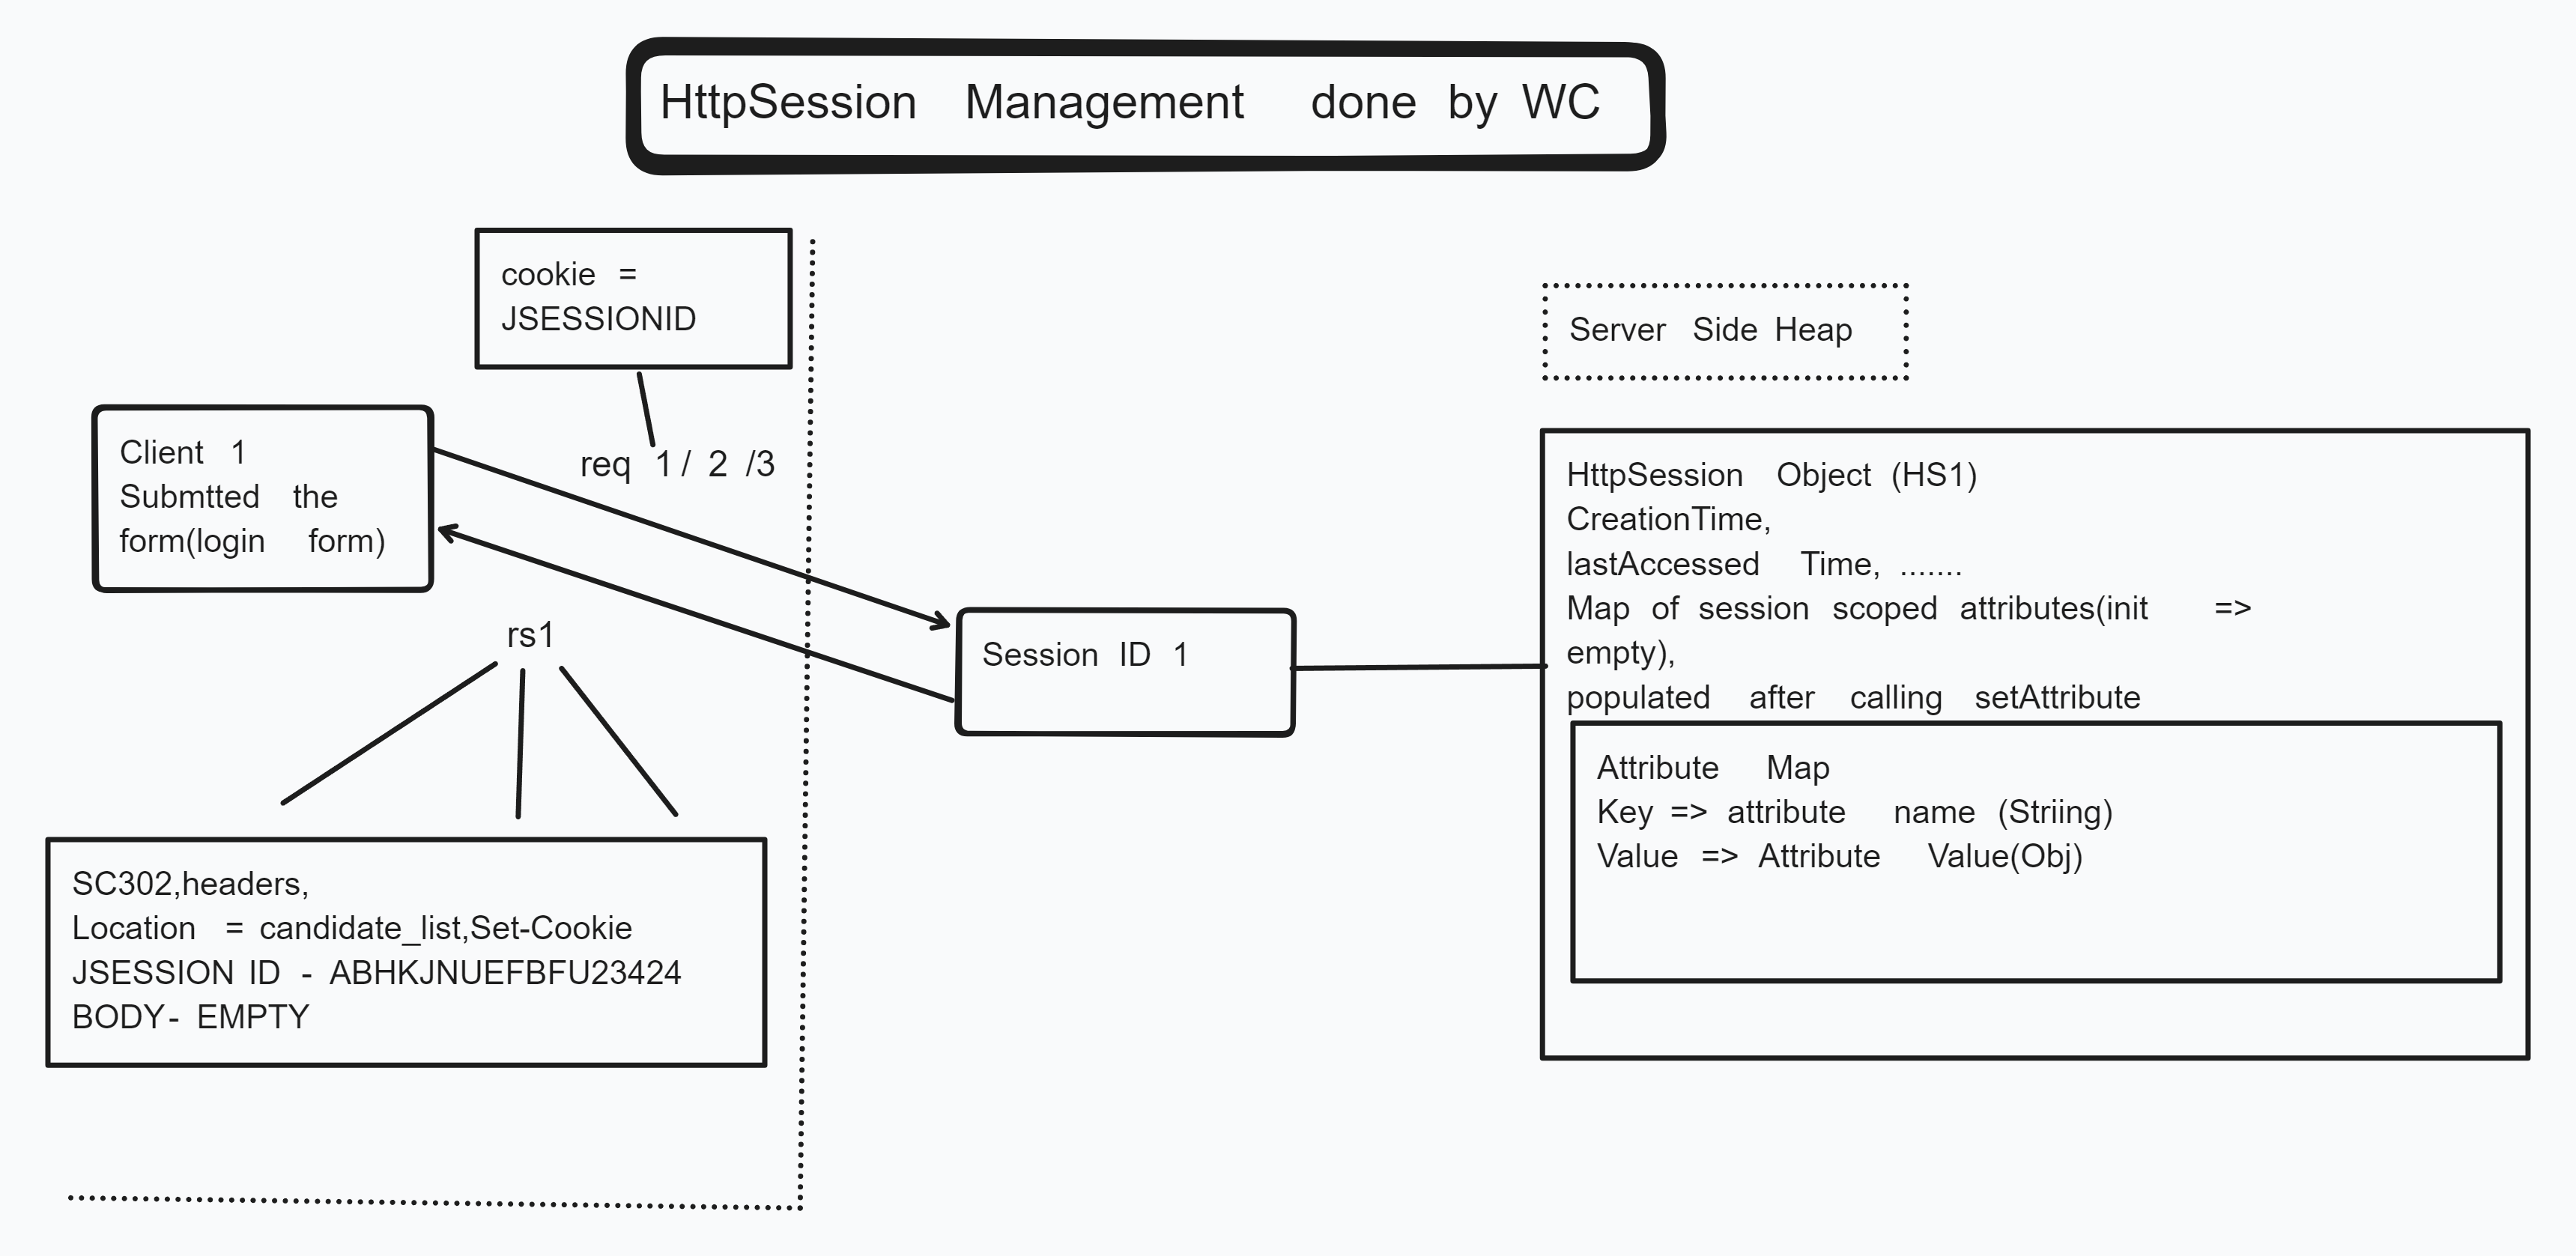 HttpSession Management done by WC
cookie =
JSESSIONID
Server Side Heap
Client 1
Submtted the
form(login form)
req 1/ 2 /3
HttpSession Object (HS1)
CreationTime,
lastAccessed Time, .......
Map of session scoped attributes(init =>
empty),
populated after calling setAttribute
rs1
Session ID 1
Attribute Map
Key => attribute name (Striing)
Value => Attribute Value(Obj)
SC302,headers,
Location = candidate_list,Set-Cookie
JSESSION ID - ABHKJNUEFBFU23424
BODY- EMPTY